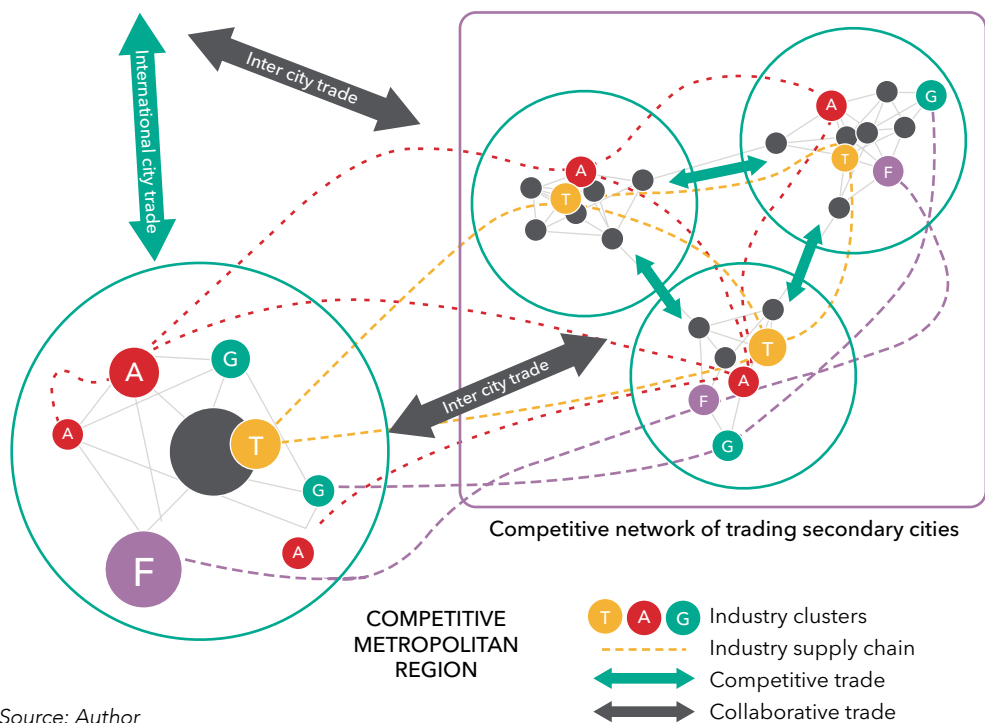 International city trade
Inter city trade
A
G
A
T
F
A
T
T
A
F
G
Inter city trade
A
G
A
T
G
A
F
Competitive network of trading secondary cities
COMPETITIVE
METROPOLITAN
REGION
T A G Industry clusters
Industry supply chain
Competitive trade
Collaborative trade
Source: Author